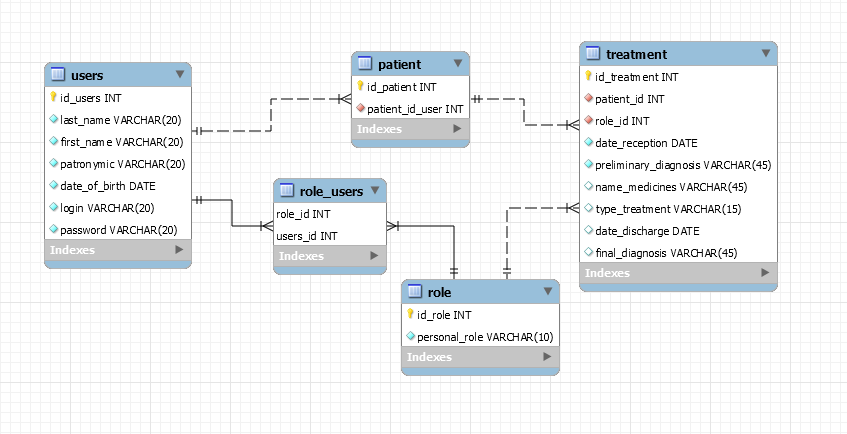 users
id_users INT
last_name VARCHAR(20)
first_name VARCHAR(20)
patronymic VARCHAR(20)
date_of_birth DATE
login VARCHAR(20)
password VARCHAR(20)
Indexes
patient
id_patient INT
patient_id_user INT
Indexes
role_users
role_id INT
users_id INT
Indexes
role
id_role INT
personal_role VARCHAR(10)
Indexes
treatment
id_treatment INT
patient_id INT
role_id INT
date_reception DATE
preliminary_diagnosis VARCHAR(45)
name_medicines VARCHAR(45)
type_treatment VARCHAR(15)
date_discharge DATE
final_diagnosis VARCHAR(45)
Indexes